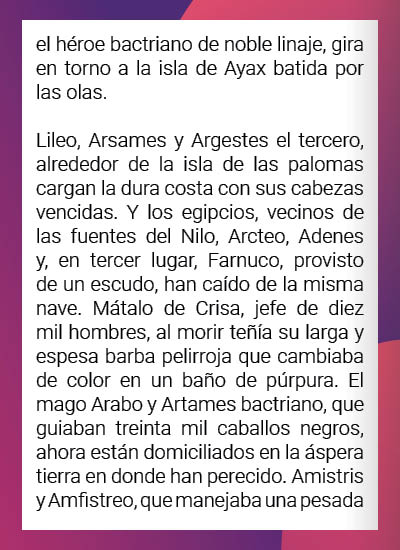 el héroe bactriano de noble linaje, gira
en torno a la isla de Ayax batida por
las olas.
Lileo, Arsames y Argestes el tercero,
alrededor de la isla de las palomas
cargan la dura costa con sus cabezas
vencidas. Y los egipcios, vecinos de
las fuentes del Nilo, Arcteo, Adenes
y, en tercer lugar, Farnuco, provisto
de un escudo, han caído de la misma
nave. Mátalo de Crisa, jefe de diez
mil hombres, al morir teñía su larga y
espesa barba pelirroja que cambiaba
de color en un baño de púrpura. El
mago Arabo y Artames bactriano, que
guiaban treinta mil caballos negros,
ahora están domiciliados en la áspera
tierra en donde han perecido. Amistris
y Amfistreo, que manejaba una pesada